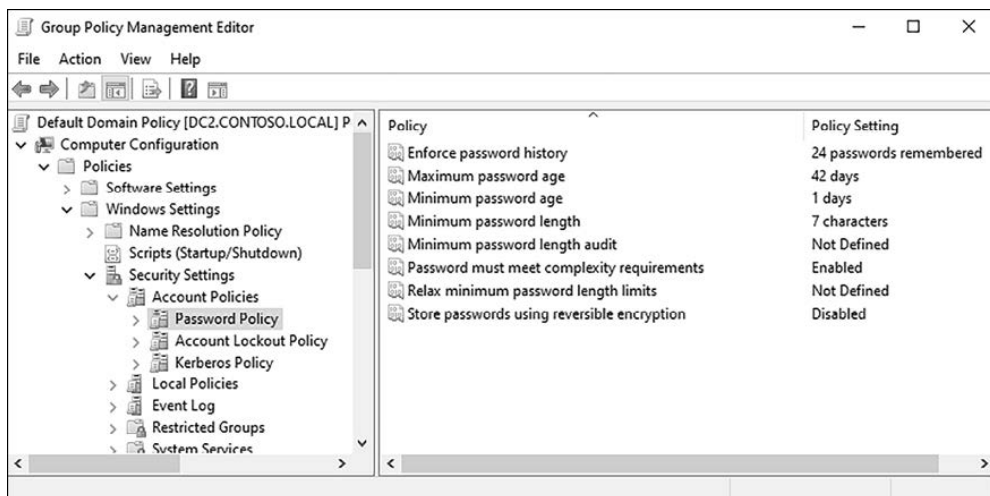 Group Policy Management Editor
File Action View Help
Default Domain Policy [DC2.CONTOSO.LOCAL] P
Computer Configuration
Policies
Software Settings
Windows Settings
Name Resolution Policy
Scripts (Startup/Shutdown)
Security Settings
Account Policies
Password Policy
Account Lockout Policy
Kerberos Policy
Local Policies
Event Log
Restricted Groups
System Services
Policy Policy Setting
Enforce password history 24 passwords remembered
Maximum password age 42 days
Minimum password age 1 days
Minimum password length 7 characters
Minimum password length audit Not Defined
Password must meet complexity requirements Enabled
Relax minimum password length limits Not Defined
Store passwords using reversible encryption Disabled